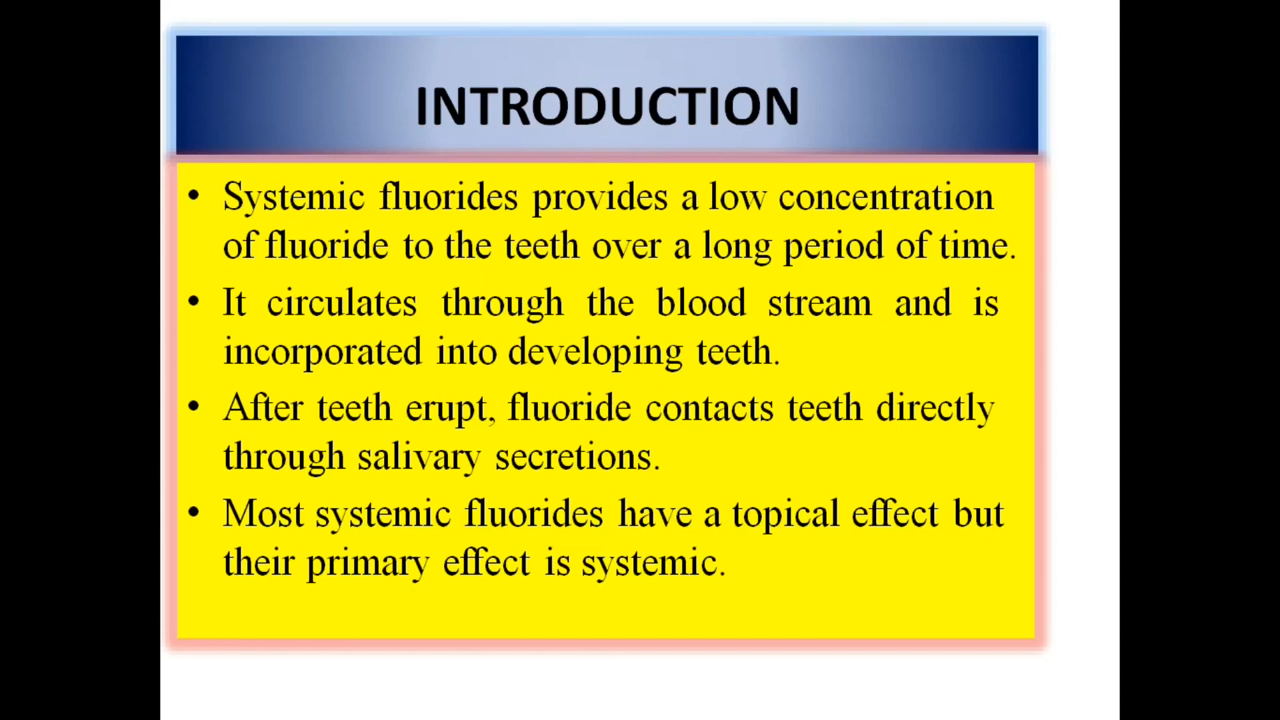 INTRODUCTION
• Systemic fluorides provides a low concentration
of fluoride to the teeth over a long period of time.
• It circulates through the blood stream and is
incorporated into developing teeth.
• After teeth erupt, fluoride contacts teeth directly
through salivary secretions.
• Most systemic fluorides have a topical effect but
their primary effect is systemic.